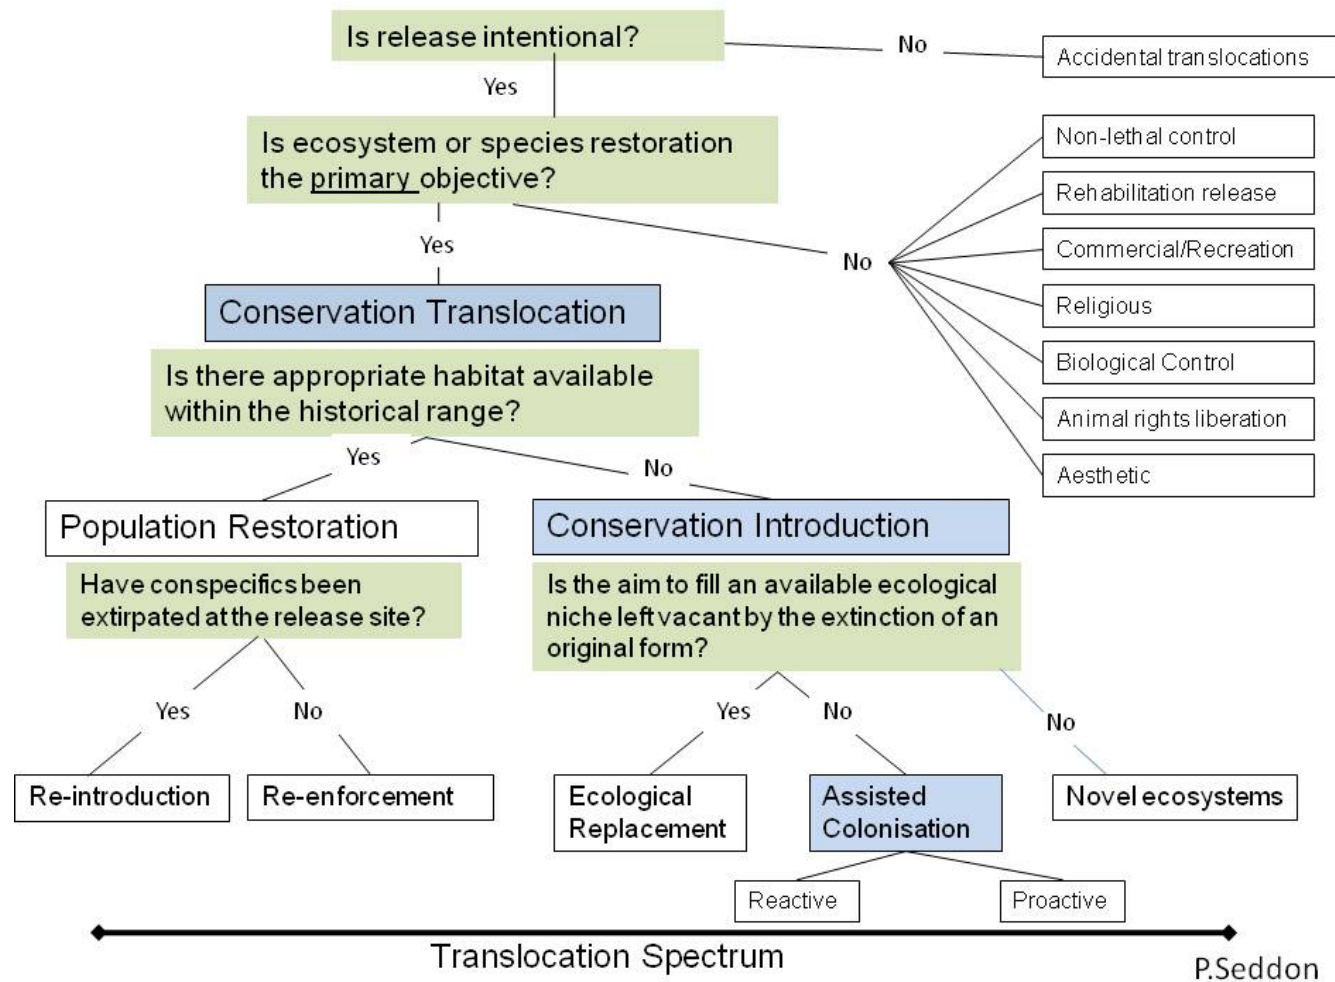 Is release intentional?
No
Accidental translocations
Yes
Is ecosystem or species restoration
the primary objective?
Non-lethal control
Rehabilitation release
Commercial/Recreation
Religious
Biological Control
Animal rights liberation
Aesthetic
Yes
No
Conservation Translocation
Is there appropriate habitat available
within the historical range?
Yes
No
Population Restoration
Conservation Introduction
Have conspecifics been
extirpated at the release site?
Is the aim to fill an available ecological
niche left vacant by the extinction of an
original form?
Yes
No
Yes
No
No
Re-introduction
Re-enforcement
Ecological
Replacement
Assisted
Colonisation
Novel ecosystems
Reactive
Proactive
Translocation Spectrum
P.Seddon